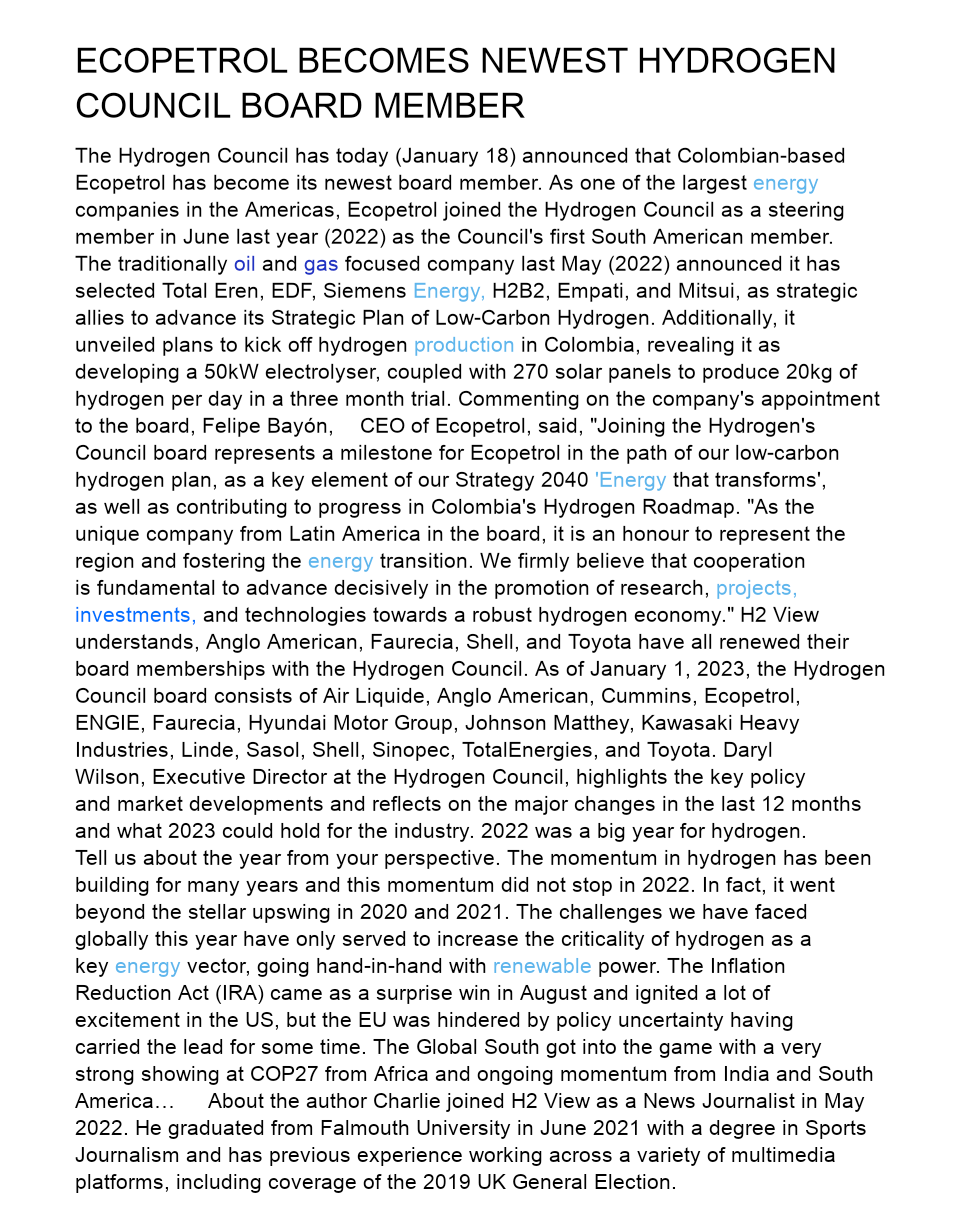 ECOPETROL BECOMES NEWEST HYDROGEN
COUNCIL BOARD MEMBER
The Hydrogen Council has today (January 18) announced that Colombian-based
Ecopetrol has become its newest board member. As one of the largest energy
companies in the Americas, Ecopetrol joined the Hydrogen Council as a steering
member in June last year (2022) as the Council's first South American member.
The traditionally oil and gas focused company last May (2022) announced it has
selected Total Eren, EDF, Siemens Energy, H2B2, Empati, and Mitsui, as strategic
allies to advance its Strategic Plan of Low-Carbon Hydrogen. Additionally, it
unveiled plans to kick off hydrogen production in Colombia, revealing it as
developing a 50kW electrolyser, coupled with 270 solar panels to produce 20kg of
hydrogen per day in a three month trial. Commenting on the company's appointment
to the board, Felipe Bayón, CEO of Ecopetrol, said, "Joining the Hydrogen's
Council board represents a milestone for Ecopetrol in the path of our low-carbon
hydrogen plan, as a key element of our Strategy 2040 'Energy that transforms',
as well as contributing to progress in Colombia's Hydrogen Roadmap. "As the
unique company from Latin America in the board, it is an honour to represent the
region and fostering the energy transition. We firmly believe that cooperation
is fundamental to advance decisively in the promotion of research, projects,
investments, and technologies towards a robust hydrogen economy." H2 View
understands, Anglo American, Faurecia, Shell, and Toyota have all renewed their
board memberships with the Hydrogen Council. As of January 1, 2023, the Hydrogen
Council board consists of Air Liquide, Anglo American, Cummins, Ecopetrol,
ENGIE, Faurecia, Hyundai Motor Group, Johnson Matthey, Kawasaki Heavy
Industries, Linde, Sasol, Shell, Sinopec, TotalEnergies, and Toyota. Daryl
Wilson, Executive Director at the Hydrogen Council, highlights the key policy
and market developments and reflects on the major changes in the last 12 months
and what 2023 could hold for the industry. 2022 was a big year for hydrogen.
Tell us about the year from your perspective. The momentum in hydrogen has been
building for many years and this momentum did not stop in 2022. In fact, it went
beyond the stellar upswing in 2020 and 2021. The challenges we have faced
globally this year have only served to increase the criticality of hydrogen as a
key energy vector, going hand-in-hand with renewable power. The Inflation
Reduction Act (IRA) came as a surprise win in August and ignited a lot of
excitement in the US, but the EU was hindered by policy uncertainty having
carried the lead for some time. The Global South got into the game with a very
strong showing at COP27 from Africa and ongoing momentum from India and South
America… About the author Charlie joined H2 View as a News Journalist in May
2022. He graduated from Falmouth University in June 2021 with a degree in Sports
Journalism and has previous experience working across a variety of multimedia
platforms, including coverage of the 2019 UK General Election.